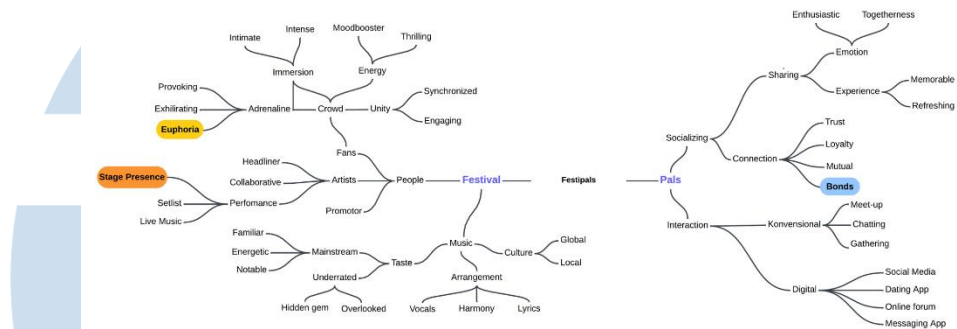 Enthusiastic
Togetherness
Intimate
Intense
Moodbooster
Thrilling
Emotion
Immersion
Energy
Sharing
Provoking
Synchronized
Experience
Memorable
Refreshing
Exhilirating
Adrenaline
Crowd
Unity
Euphoria
Engaging
Trust
Socializing
Loyalty
Fans
Connection
Mutual
Headliner
Bonds
Stage Presence
Collaborative
Artists
People
Festival
Festipals
Pals
Setlist
Perfomance
Promotor
Live Music
Meet-up
Interaction
Konvensional
Chatting
Gathering
Familiar
Energetic
Mainstream
Notable
Music
Culture
Global
Local
Taste
Underrated
Arrangement
Social Media
Digital
Dating App
Online forum
Messaging App
Hidden gem
Overlooked
Vocals
Harmony
Lyrics